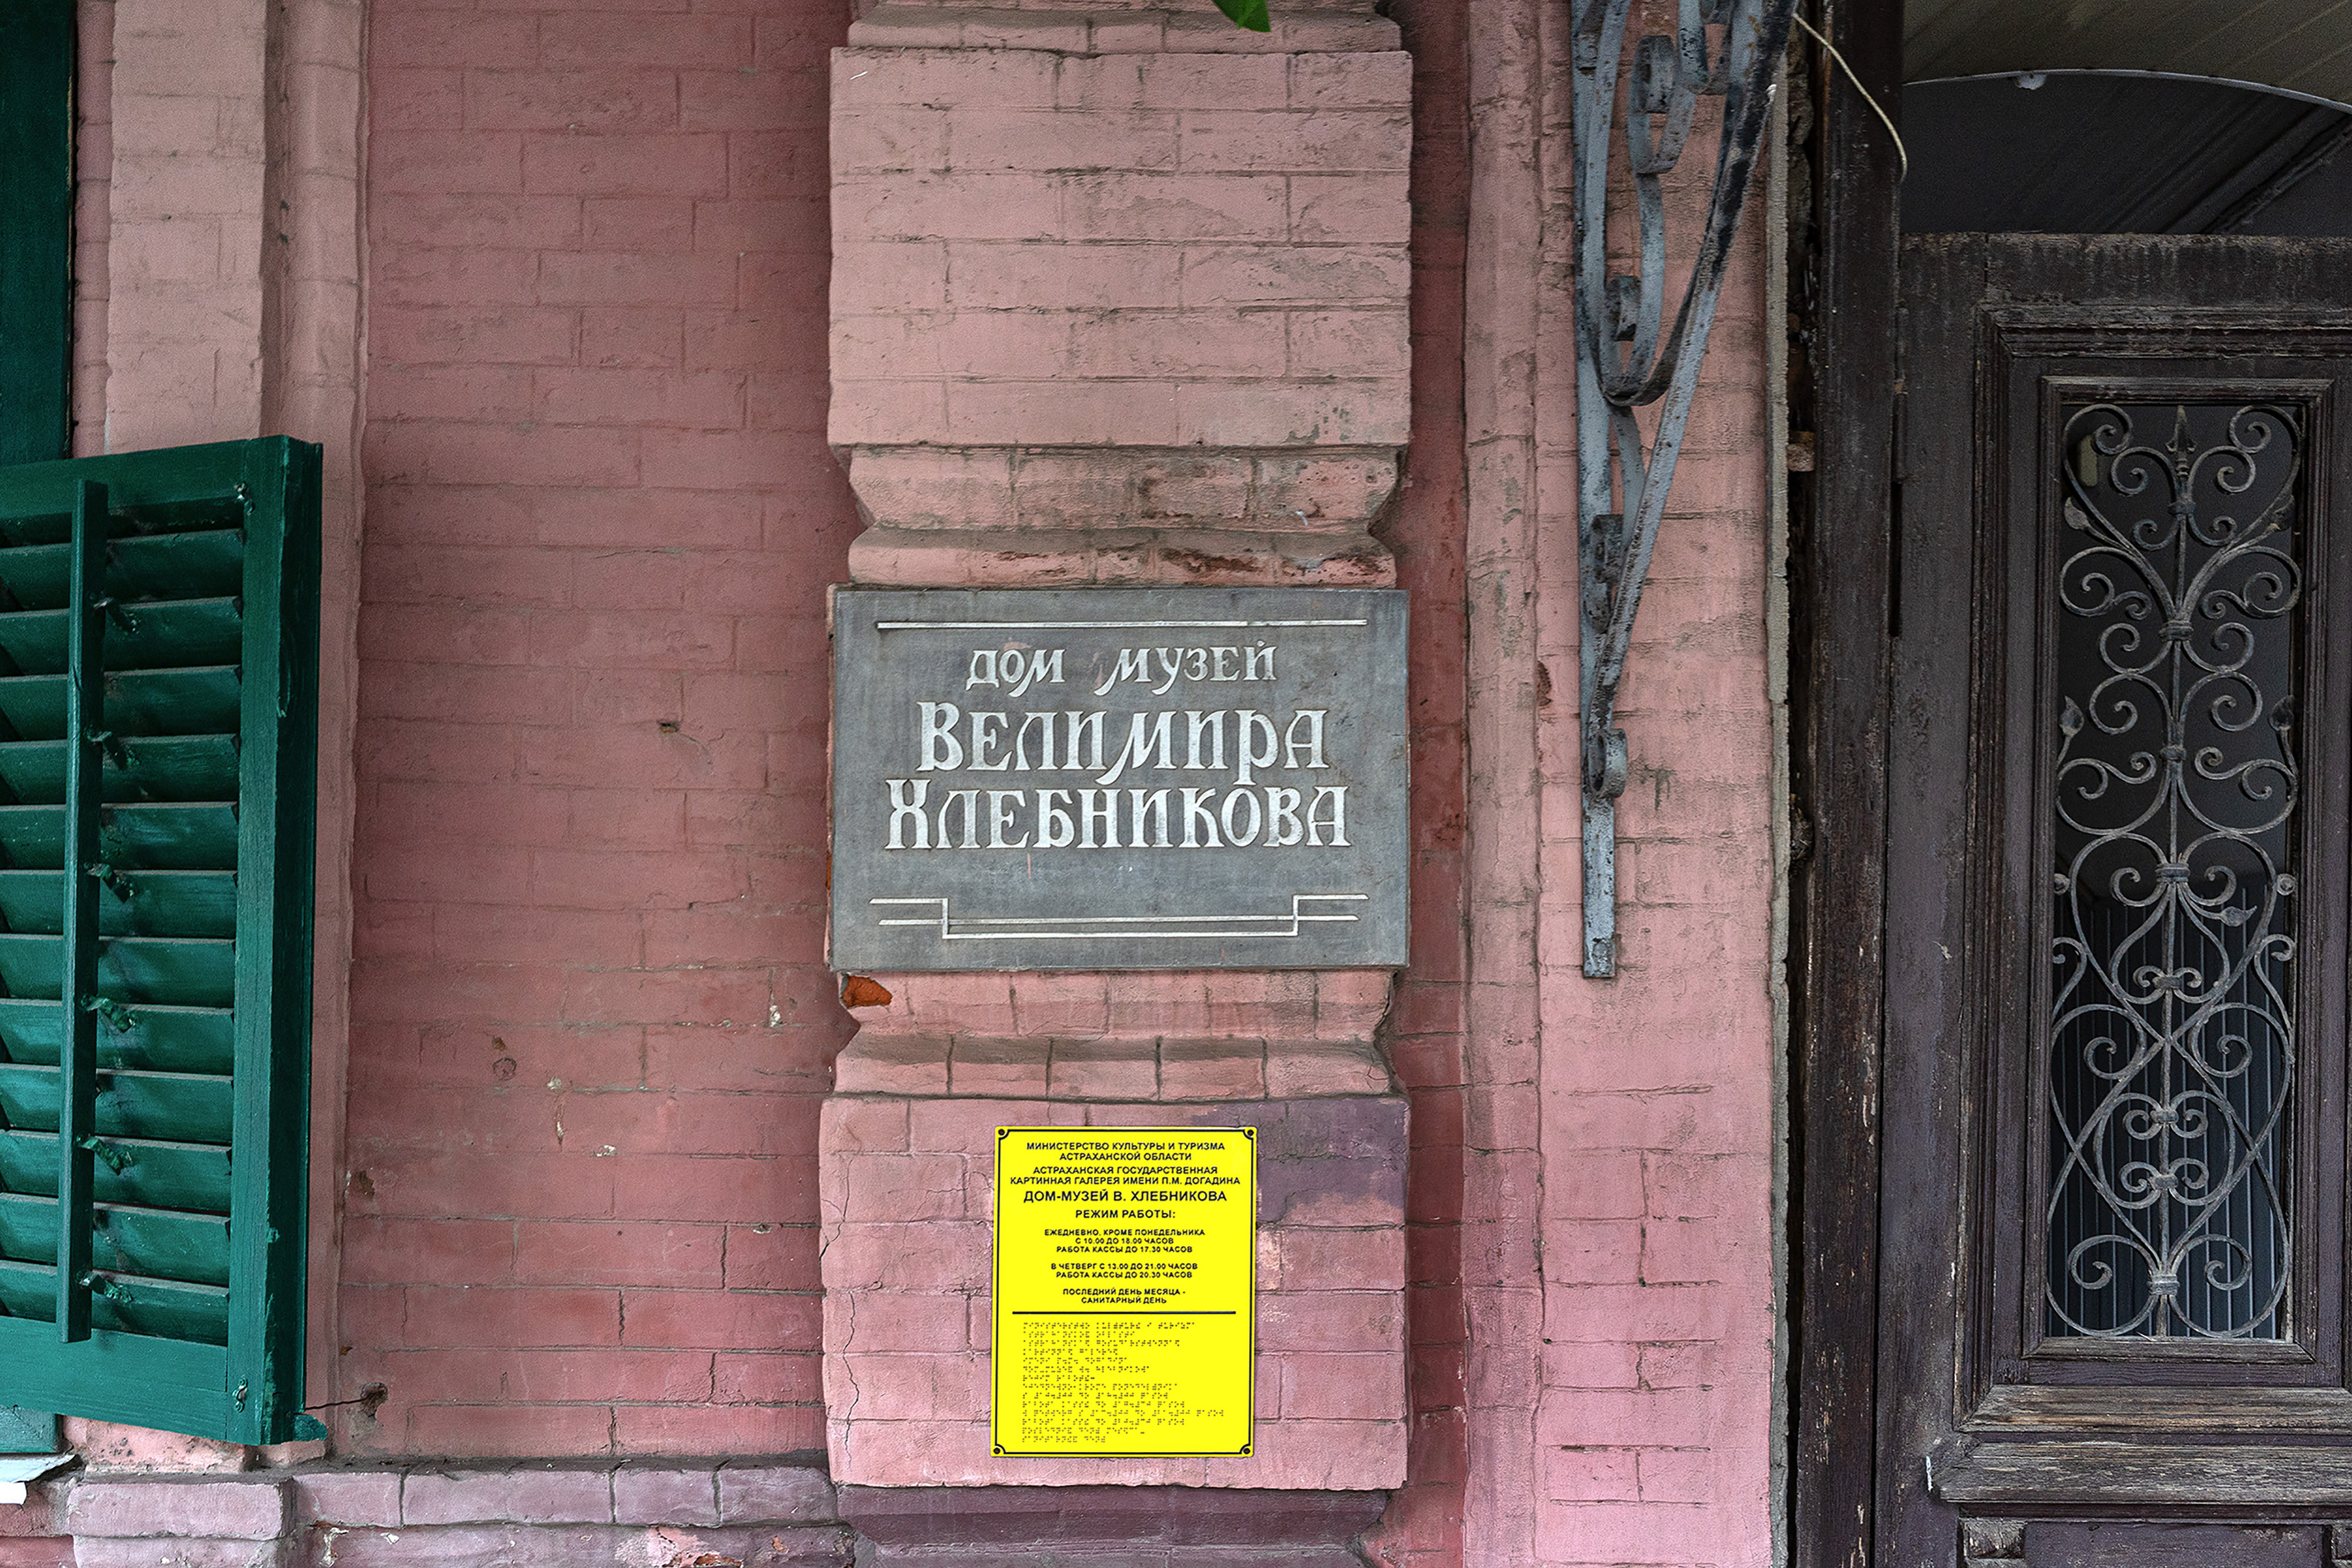 ДОМ МУЗЕЙ
ВЕЛИМИРА
ХЛЕБНИКОВА
МИНИСТЕРСТВО КУЛЬТУРЫ И ТУРИЗМА
АСТРАХАНСКОЙ ОБЛАСТИ
АСТРАХАНСКАЯ ГОСУДАРСТВЕННАЯ
КАРТИННАЯ ГАЛЕРЕЯ ИМЕНИ П.М. ДОГАДИНА
ДОМ-МУЗЕЙ В. ХЛЕБНИКОВА
РЕЖИМ РАБОТЫ:
ЕЖЕДНЕВНО, КРОМЕ ПОНЕДЕЛЬНИКА
С 10.00 ДО 18.00 ЧАСОВ
РАБОТА КАССЫ ДО 17.30 ЧАСОВ
В ЧЕТВЕРГ С 13.00 ДО 21.00 ЧАСОВ
РАБОТА КАССЫ ДО 20.30 ЧАСОВ
ПОСЛЕДНИЙ ДЕНЬ МЕСЯЦА -
САНИТАРНЫЙ ДЕНЬ